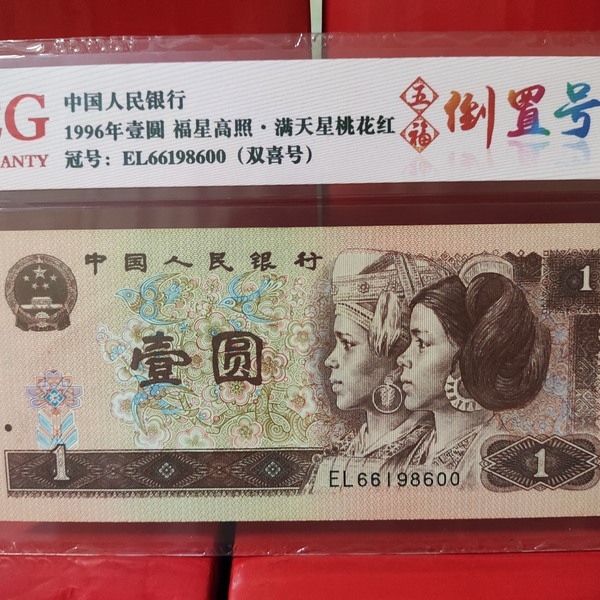 EG
RANTY
中国人民银行
1996年壹圆 福星高照·满天星桃花红
冠号：EL66198600（双喜号）
五福
倒置号
中国人民银行
1
壹圆
1
1
EL66198600